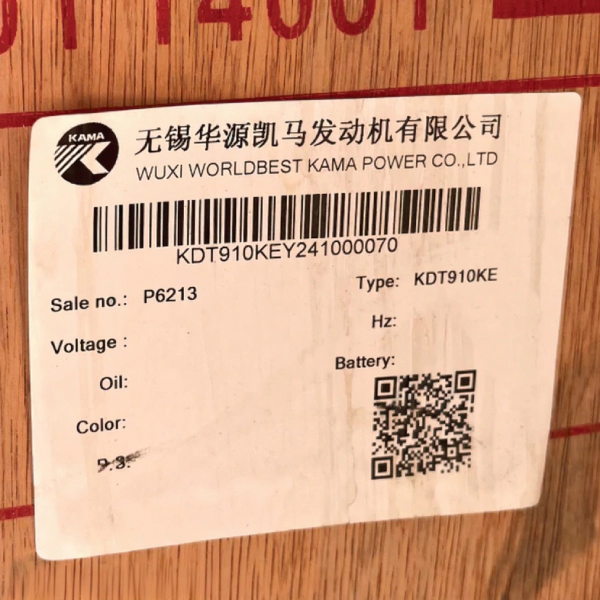 KAMA
无锡华源凯马发动机有限公司
WUXI WORLDBEST KAMA POWER CO.,LTD
KDT910KEY241000070
Sale no.: P6213
Type: KDT910KE
Voltage :
Hz:
Oil:
Battery:
Color: